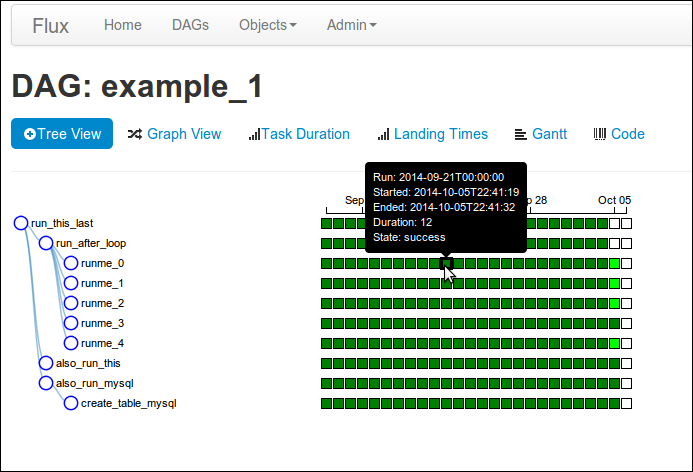 Flux Home DAGs Objects Admin
DAG: example_1
Tree View Graph View Task Duration Landing Times Gantt Code
Run: 2014-09-21T00:00:00
Started: 2014-10-05T22:41:19
Ended: 2014-10-05T22:41:32
Duration: 12
State: success
28 Oct 05
run_this_last
run_after_loop
runme_0
runme_1
runme_2
runme_3
runme_4
also_run_this
also_run_mysql
create_table_mysql